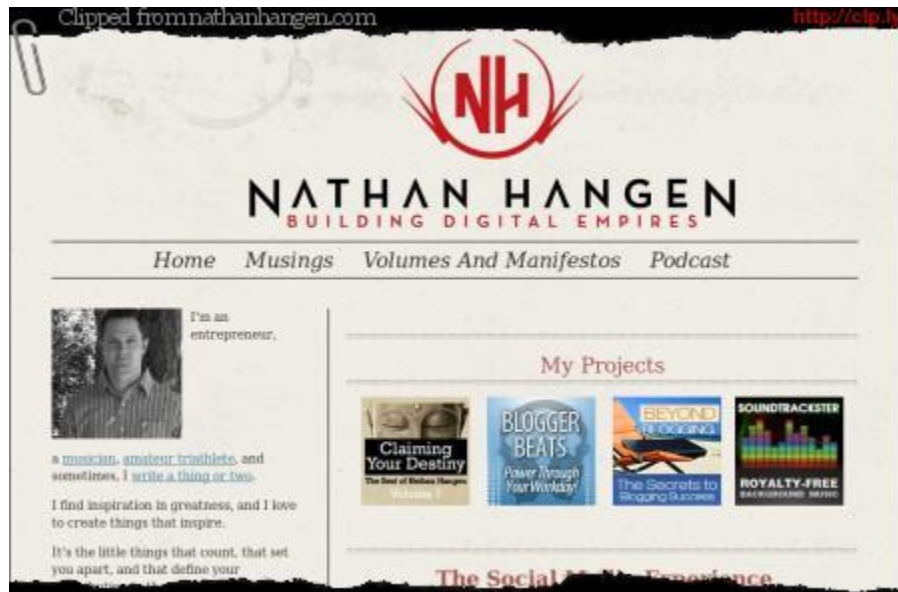 Clipped from nathanhangen.com
http://clp.ly
NH
NATHAN HANGEN
BUILDING DIGITAL EMPIRES
Home Musings Volumes And Manifestos Podcast
I'm an
entrepreneur,
a musician, amateur triathlete, and
sometimes, I write a thing or two.
I find inspiration in greatness, and I love
to create things that inspire.
It's the little things that count, that set
you apart, and that define your
My Projects
Claiming
Your Destiny
The Best of Nathan Hangen
Volume 1
BLOGGER
BEATS
Power Through
Your Workday!
BEYOND
BLOGGING
The Secrets to
Blogging Success
SOUNDTRACKSTER
ROYALTY-FREE
BACKGROUND MUSIC
The Social Media Experience